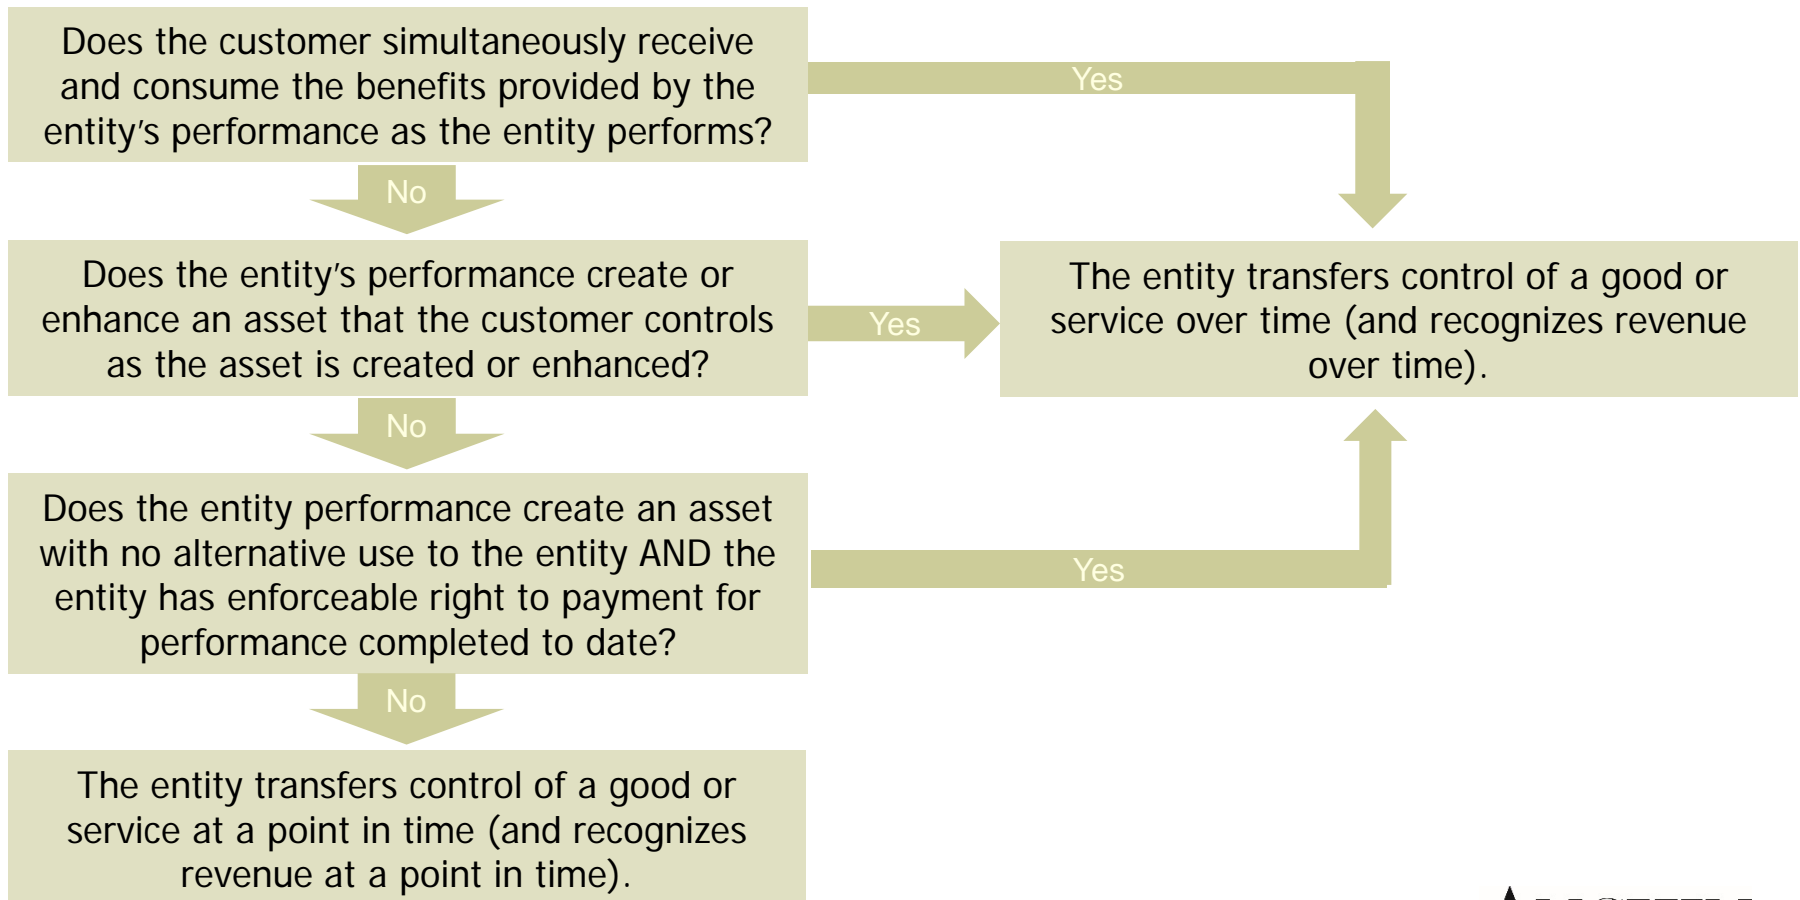 Does the customer simultaneously receive
and consume the benefits provided by the
entity's performance as the entity performs?
Yes
No
Does the entity's performance create or
enhance an asset that the customer controls
as the asset is created or enhanced?
Yes
The entity transfers control of a good or
service over time (and recognizes revenue
over time).
No
Does the entity performance create an asset
with no alternative use to the entity AND the
entity has enforceable right to payment for
performance completed to date?
Yes
No
The entity transfers control of a good or
service at a point in time (and recognizes
revenue at a point in time).